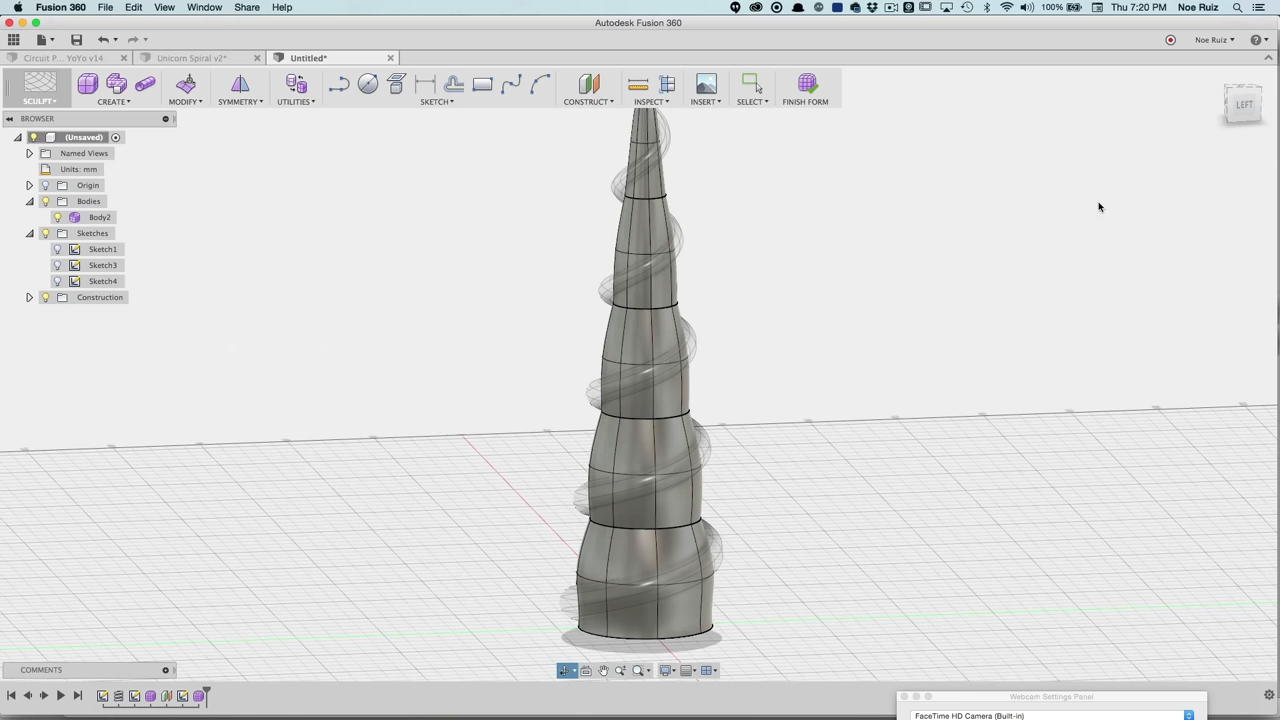 Fusion 360 File Edit View Window Share Help 100% Thu 7:20 PM Noe Ruiz
Autodesk Fusion 360
Noe Ruiz
Circuit P... YoYo v14 Unicorn Spiral v2* Untitled*
SCULPT CREATE MODIFY SYMMETRY UTILITIES SKETCH CONSTRUCT INSPECT INSERT SELECT FINISH FORM
LEFT
BROWSER
(Unsaved)
Named Views
Units: mm
Origin
Bodies
Body2
Sketches
Sketch1
Sketch3
Sketch4
Construction
COMMENTS
Webcam Settings Panel
FaceTime HD Camera (Built-in)